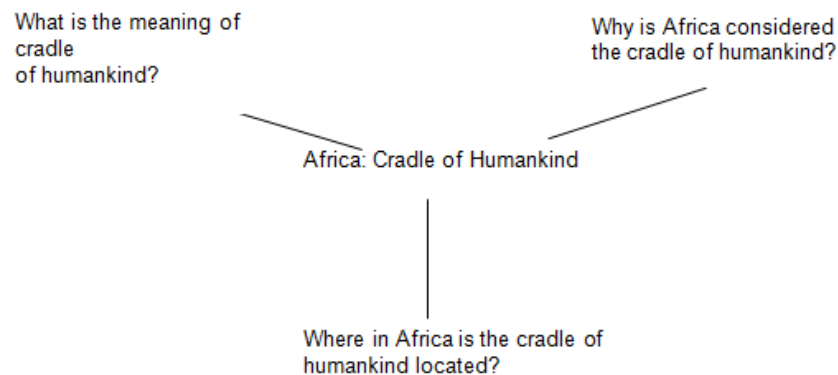 What is the meaning of
cradle
of humankind?
Why is Africa considered
the cradle of humankind?
Africa: Cradle of Humankind
Where in Africa is the cradle of
humankind located?